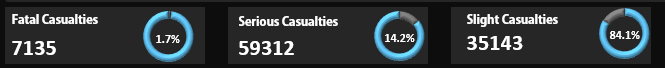 Fatal Casualties
7135
1.7%
Serious Casualties
59312
14.2%
Slight Casualties
35143
84.1%